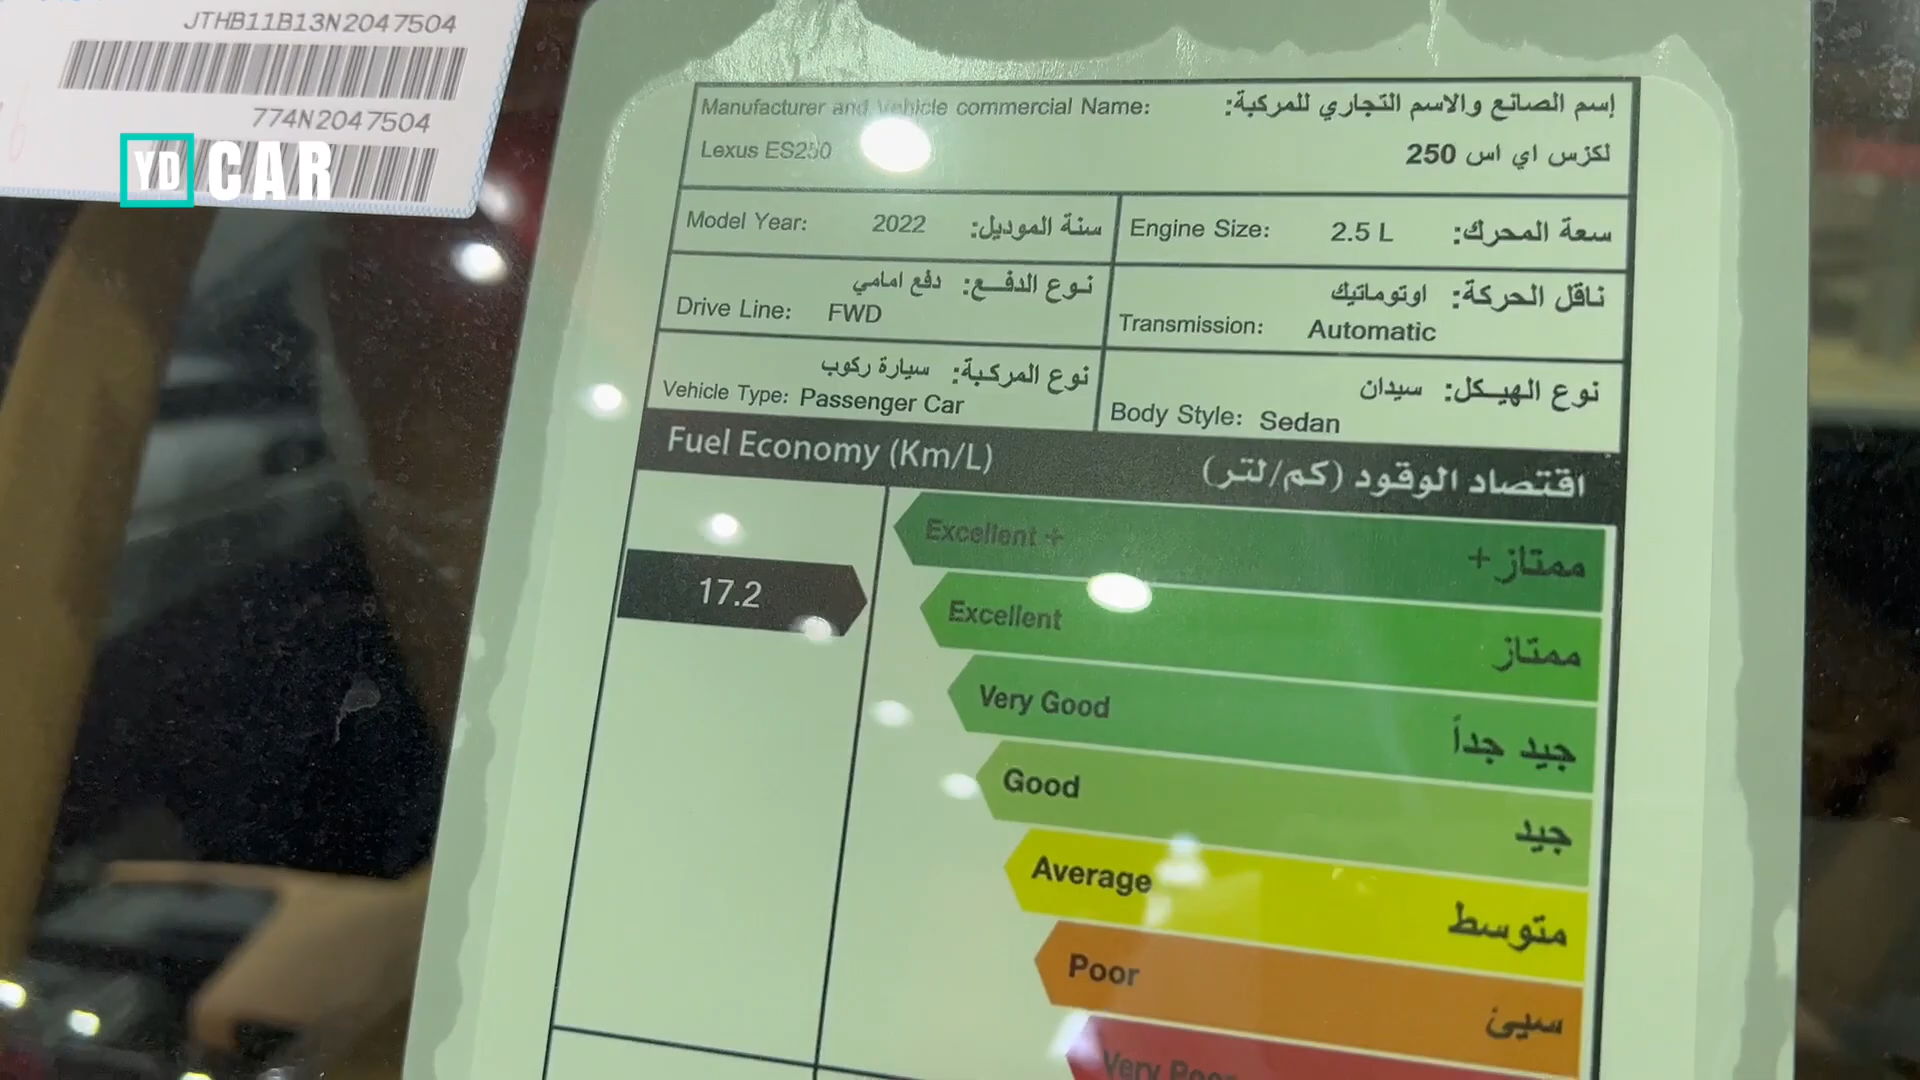 JTHB11B13N2047504
774N2047504
YD CAR
Manufacturer and Vehicle commercial Name: إسم الصانع والاسم التجاري للمركبة:
Lexus ES250 لكزس اي اس 250
Model Year: 2022 سنة الموديل: Engine Size: 2.5 L سعة المحرك:
نوع الدفع: دفع امامي
Drive Line: FWD
ناقل الحركة: اوتوماتيك
Transmission: Automatic
نوع المركبة: سيارة ركوب
Vehicle Type: Passenger Car
نوع الهيكل: سيدان
Body Style: Sedan
Fuel Economy (Km/L) اقتصاد الوقود (كم/لتر)
17.2
Excellent + ممتاز +
Excellent ممتاز
Very Good جيد جداً
Good جيد
Average متوسط
Poor سيئ
Very Poor